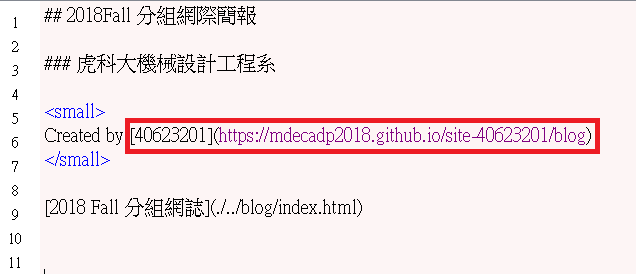 1 ## 2018Fall 分組網際簡報
2
3 ### 虎科大機械設計工程系
4
5 <small>
6 Created by [40623201](https://mdecadp2018.github.io/site-40623201/blog)
7 </small>
8
9 [2018 Fall 分組網誌](./../blog/index.html)
10
11